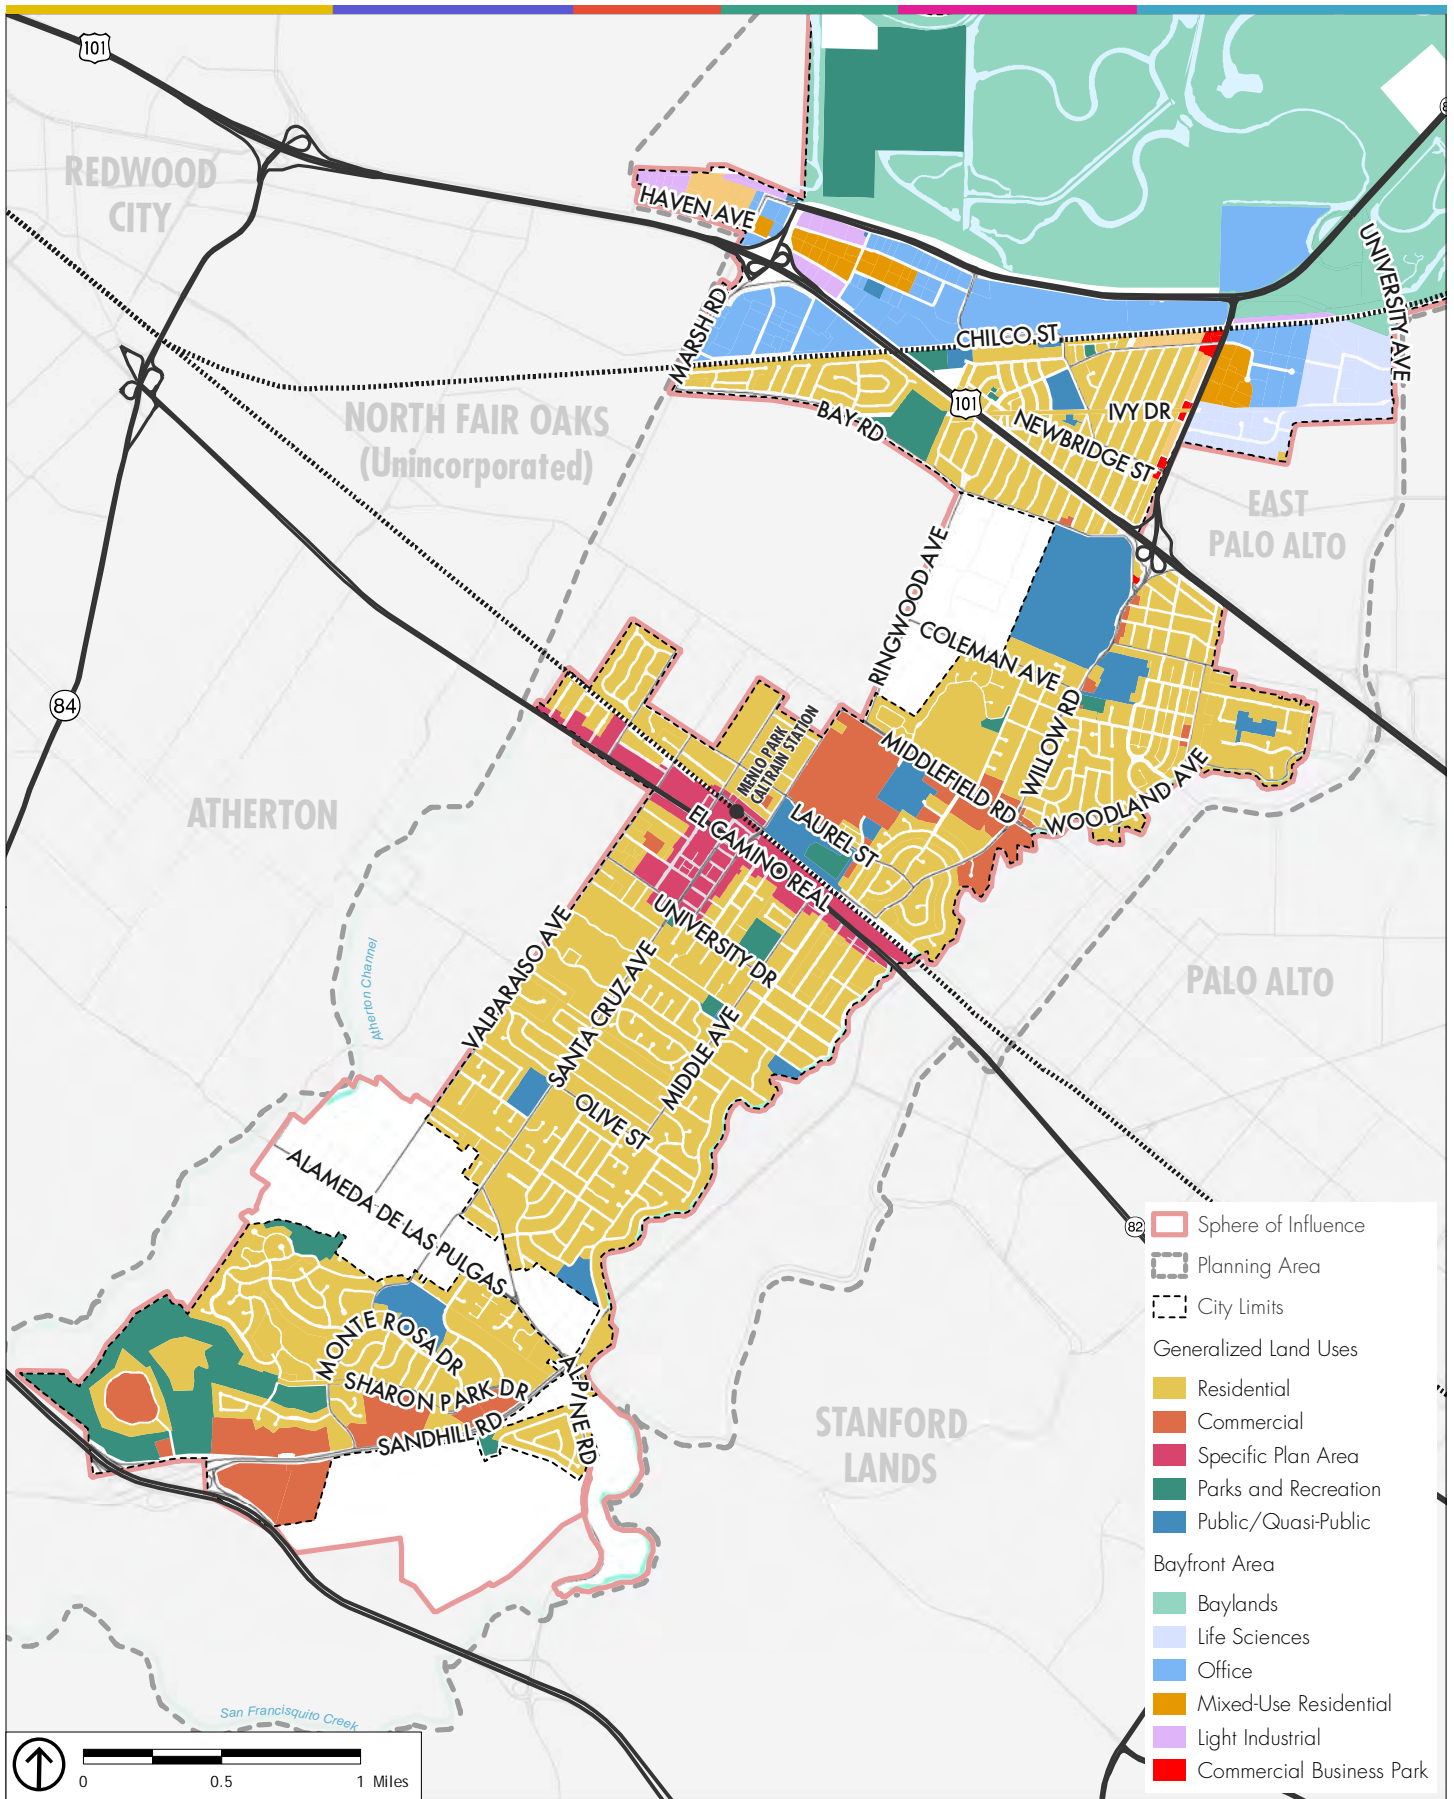 101
REDWOOD
CITY
HAVEN AVE
UNIVERSITY AVE
MARSH RD
CHILCO ST
101
IVY DR
NEWBRIDGE ST
BAY RD
NORTH FAIR OAKS
(Unincorporated)
EAST
PALO ALTO
RINGWOOD AVE
COLEMAN AVE
84
WILLOW RD
MENLO PARK
CALTRAIN STATION
MIDDLEFIELD RD
WOODLAND AVE
ATHERTON
LAUREL ST
EL CAMINO REAL
UNIVERSITY DR
VALPARAISO AVE
SANTA CRUZ AVE
MIDDLE AVE
PALO ALTO
Atherton Channel
OLIVE ST
ALAMEDA DE LAS PULGAS
82
MONTE ROSA DR
SHARON PARK DR
SANDHILL RD
ALPINE RD
STANFORD
LANDS
San Francisquito Creek
0 0.5 1 Miles
Sphere of Influence
Planning Area
City Limits
Generalized Land Uses
Residential
Commercial
Specific Plan Area
Parks and Recreation
Public/Quasi-Public
Bayfront Area
Baylands
Life Sciences
Office
Mixed-Use Residential
Light Industrial
Commercial Business Park